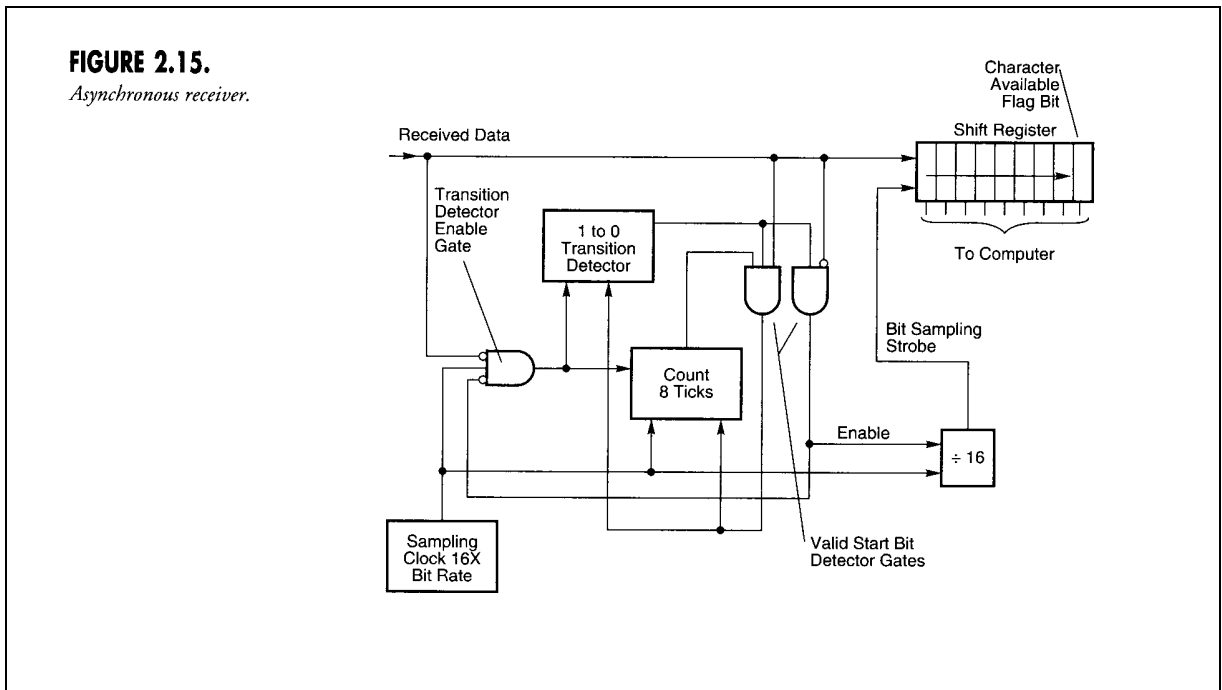 FIGURE 2.15.
Asynchronous receiver.
Character
Available
Flag Bit
Shift Register
Received Data
Transition
Detector
Enable
Gate
1 to 0
Transition
Detector
To Computer
Bit Sampling
Strobe
Count
8 Ticks
Enable
÷ 16
Sampling
Clock 16X
Bit Rate
Valid Start Bit
Detector Gates